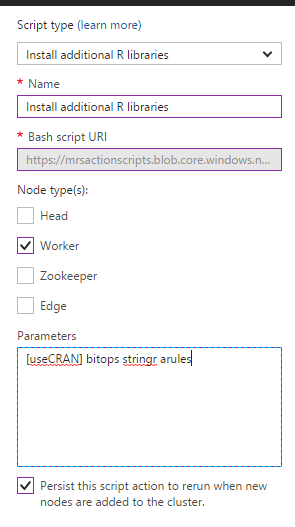 Script type (learn more)
Install additional R libraries
* Name
Install additional R libraries
* Bash script URI
https://mrsactionscripts.blob.core.windows.n...
Node type(s):
Head
Worker
Zookeeper
Edge
Parameters
[useCRAN] bitops stringr arules
Persist this script action to rerun when new
nodes are added to the cluster.